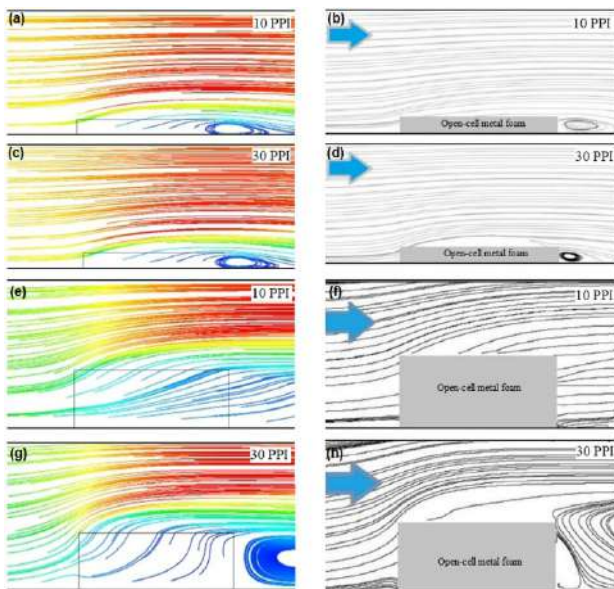 (a) 10 PPI
(b) 10 PPI
Open-cell metal foam
(c) 30 PPI
(d) 30 PPI
Open-cell metal foam
(e) 10 PPI
(f) 10 PPI
Open-cell metal foam
(g) 30 PPI
(h) 30 PPI
Open-cell metal foam